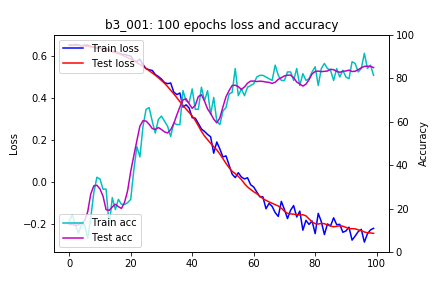 b3_001: 100 epochs loss and accuracy
Train loss
Test loss
Train acc
Test acc
Loss
0.6
0.4
0.2
0.0
−0.2
Accuracy
100
80
60
40
20
0
0 20 40 60 80 100